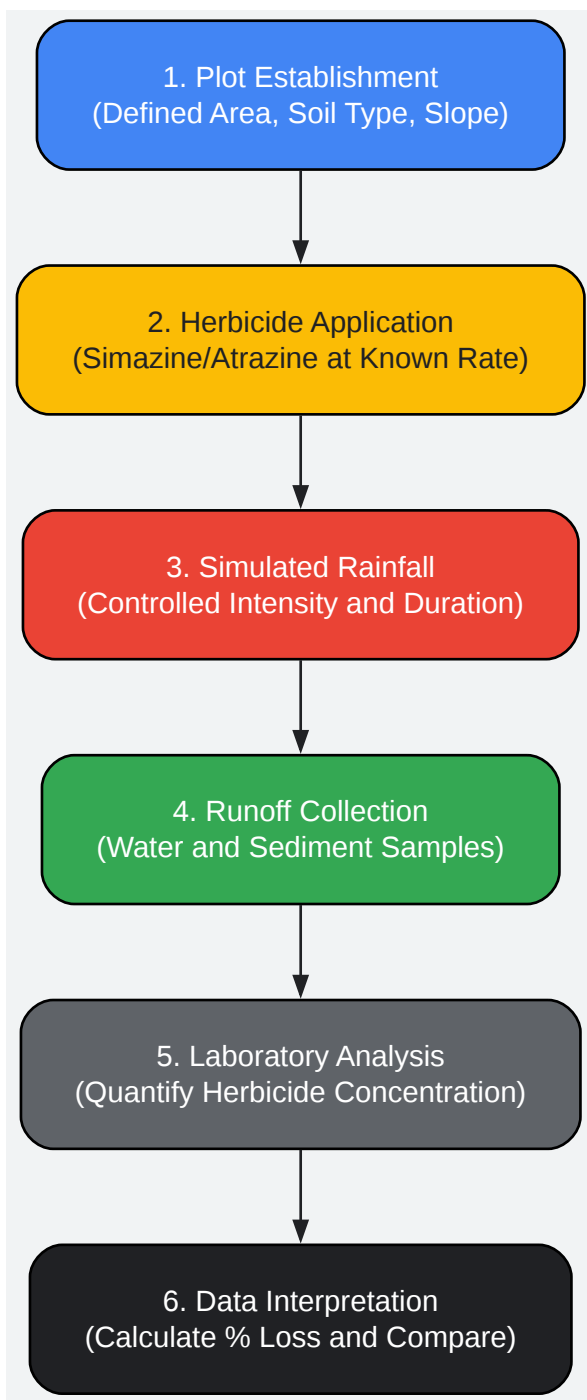 1. Plot Establishment
(Defined Area, Soil Type, Slope)
2. Herbicide Application
(Simazine/Atrazine at Known Rate)
3. Simulated Rainfall
(Controlled Intensity and Duration)
4. Runoff Collection
(Water and Sediment Samples)
5. Laboratory Analysis
(Quantify Herbicide Concentration)
6. Data Interpretation
(Calculate % Loss and Compare)